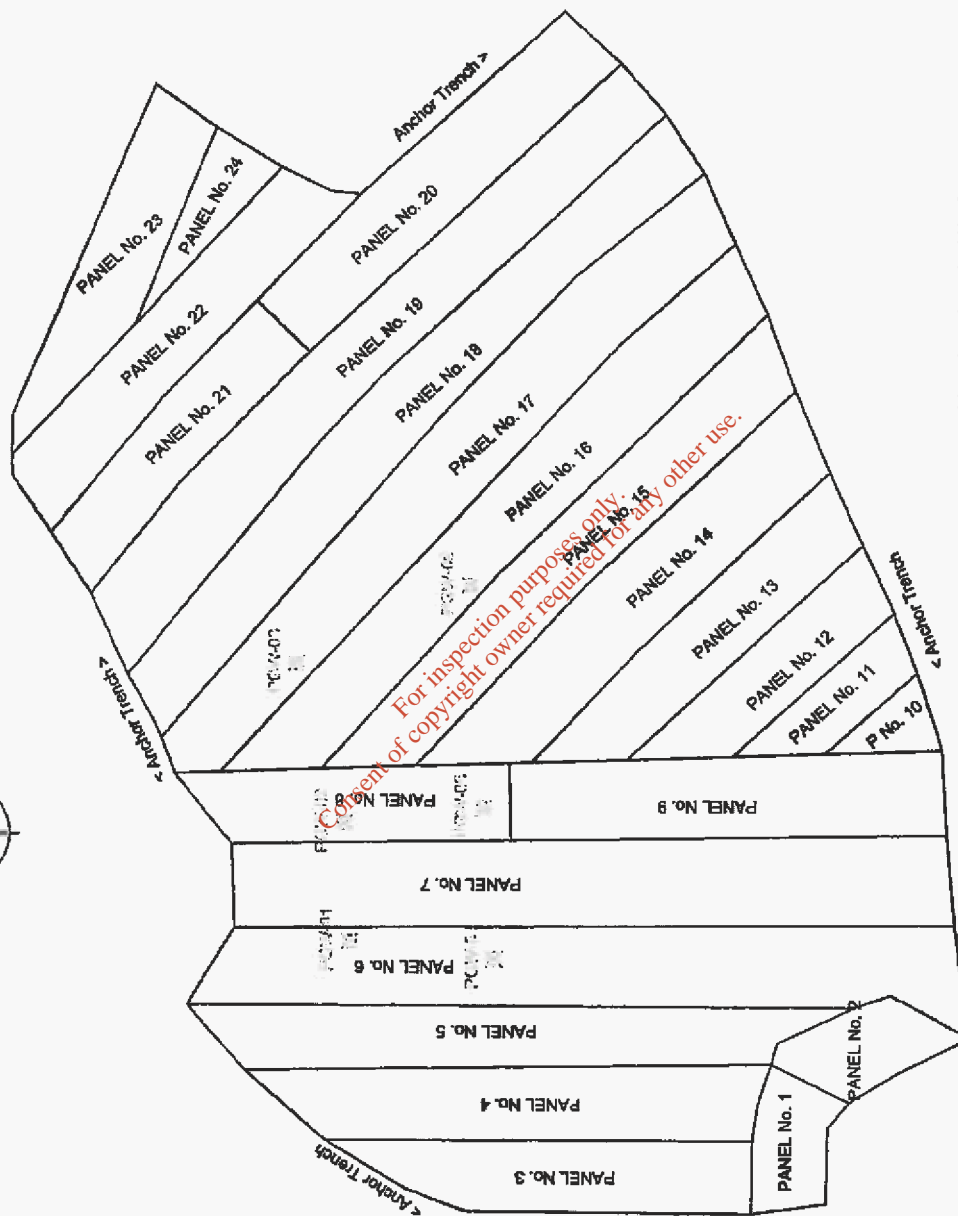 Anchor Trench >
PANEL No. 24
PANEL No. 23
PANEL No. 20
PANEL No. 22
PANEL No. 19
PANEL No. 21
PANEL No. 18
PANEL No. 17
PANEL No. 16
PANEL No. 15
For inspection purposes only.
Consent of copyright owner required for any other use.
PANEL No. 14
PANEL No. 13
PANEL No. 12
PANEL No. 11
P No. 10
< Anchor Trench
< Anchor Trench >
PANEL No. 8
PANEL No. 9
PANEL No. 7
PANEL No. 6
PANEL No. 5
PANEL No. 2
PANEL No. 4
PANEL No. 1
PANEL No. 3
< Anchor Trench